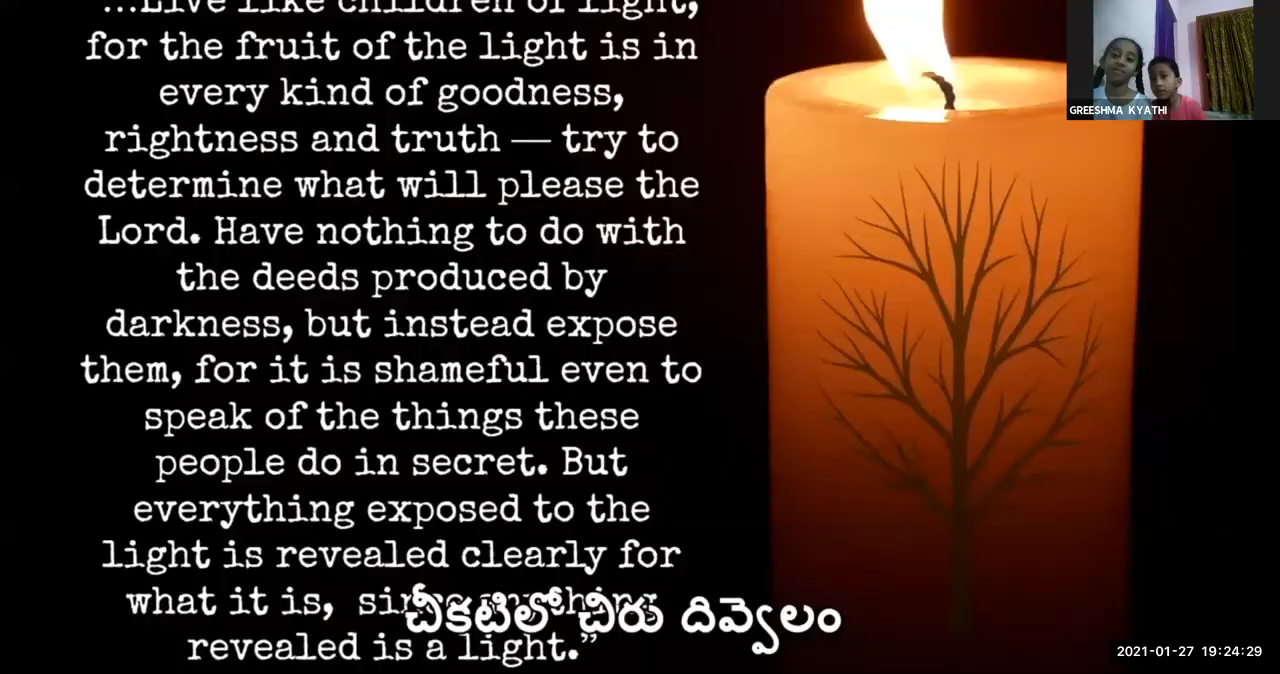 …Live like children of light,
for the fruit of the light is in
every kind of goodness,
rightness and truth — try to
determine what will please the
Lord. Have nothing to do with
the deeds produced by
darkness, but instead expose
them, for it is shameful even to
speak of the things these
people do in secret. But
everything exposed to the
light is revealed clearly for
what it is, since anything
revealed is a light.”
చీకటిలో చిరు దివ్వెలం
GREESHMA KYATHI
2021-01-27 19:24:29